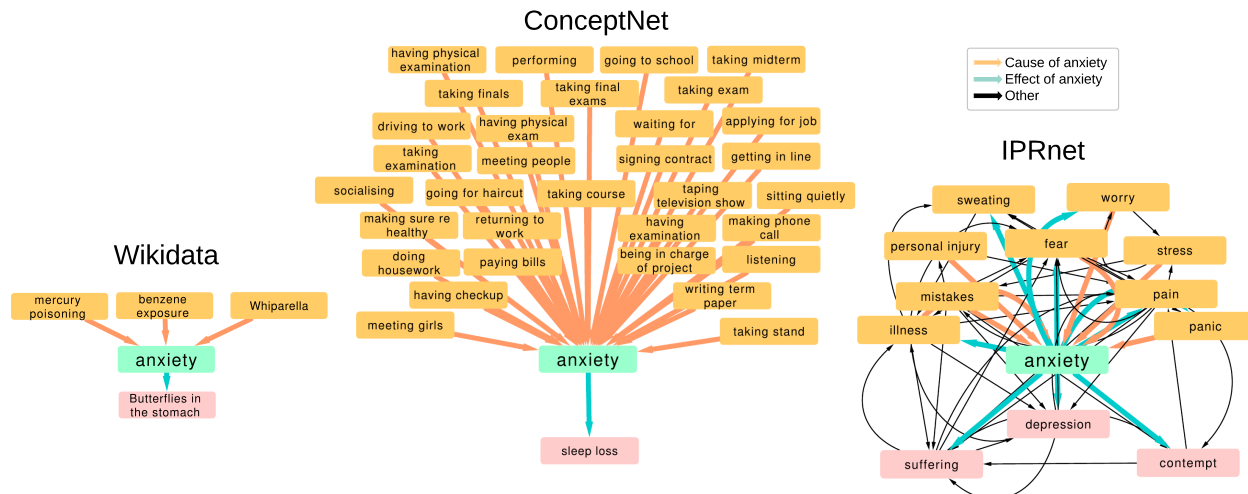 ConceptNet
having physical
examination
performing
going to school
taking midterm
taking finals
taking final
exams
taking exam
driving to work
having physical
exam
waiting for
applying for job
taking
examination
meeting people
signing contract
getting in line
socialising
going for haircut
taking course
taping
television show
sitting quietly
making sure re
healthy
returning to
work
having
examination
making phone
call
doing
housework
paying bills
being in charge
of project
listening
having checkup
writing term
paper
meeting girls
taking stand
anxiety
sleep loss
Wikidata
mercury
poisoning
benzene
exposure
Whiparella
anxiety
Butterflies in
the stomach
Cause of anxiety
Effect of anxiety
Other
IPRnet
sweating
worry
personal injury
fear
stress
mistakes
pain
illness
panic
anxiety
depression
suffering
contempt